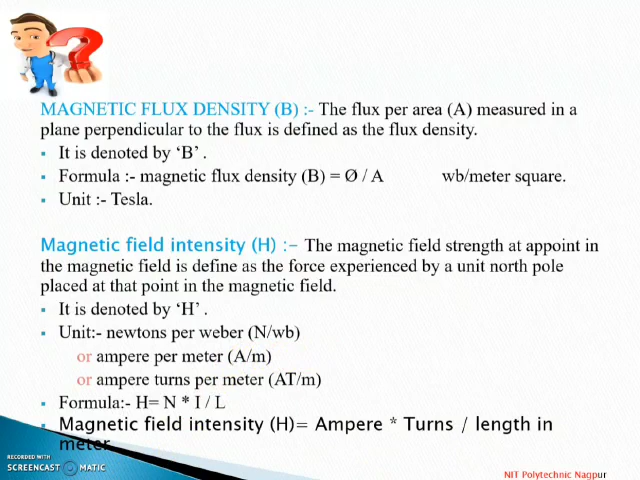 MAGNETIC FLUX DENSITY (B) :- The flux per area (A) measured in a
plane perpendicular to the flux is defined as the flux density.
▪ It is denoted by ‘B’ .
▪ Formula :- magnetic flux density (B) = Ø / A wb/meter square.
▪ Unit :- Tesla.
Magnetic field intensity (H) :- The magnetic field strength at appoint in
the magnetic field is define as the force experienced by a unit north pole
placed at that point in the magnetic field.
▪ It is denoted by ‘H’ .
▪ Unit:- newtons per weber (N/wb)
or ampere per meter (A/m)
or ampere turns per meter (AT/m)
▪ Formula:- H= N * I / L
▪ Magnetic field intensity (H)= Ampere * Turns / length in
meter
RECORDED WITH
SCREENCAST MATIC
NIT Polytechnic Nagpur